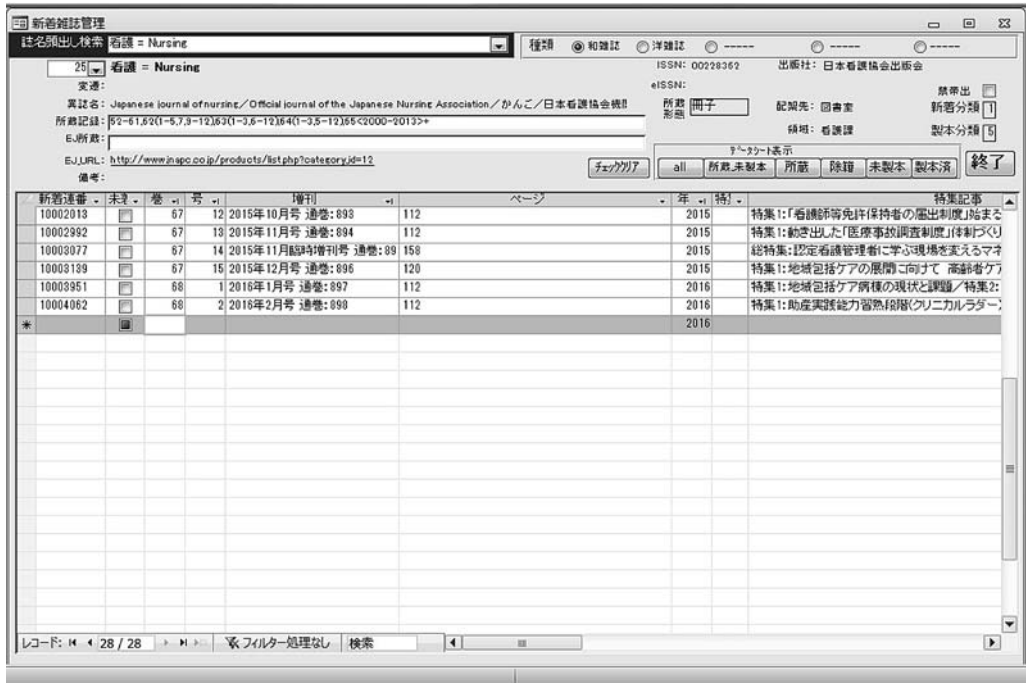 新着雑誌管理
誌名頭出し検索 看護 = Nursing
種類 和雑誌 洋雑誌 ----- ----- -----
25 看護 = Nursing
ISSN: 00228362 出版社: 日本看護協会出版会
変遷:
eISSN:
禁帯出
異誌名: Japanese journal of nursing/Official journal of the Japanese Nursing Association/かんご/日本看護協会機関
所蔵形態 冊子 配架先: 図書室 新着分類 1
所蔵記録: 52-61,62(1-5,7,9-12)63(1-3,6-12)64(1-3,5-12)65<2000-2013>+
領域: 看護課 製本分類 5
EJ所蔵:
データシート表示
EJ_URL: http://www.jnapc.co.jp/products/list.php?category_id=12
チェッククリア all 所蔵_未製本 所蔵 除籍 未製本 製本済 終了
備考:
新着連番 未着 巻 号 増刊 ページ 年 特集記事
10002013 67 12 2015年10月号 通巻:893 112 2015 特集1:「看護師等免許保持者の届出制度」始まる
10002992 67 13 2015年11月号 通巻:894 112 2015 特集1:動き出した「医療事故調査制度」体制づくり
10003077 67 14 2015年11月臨時増刊号 通巻:89 158 2015 総特集:認定看護管理者に学ぶ現場を変えるマネ
10003139 67 15 2015年12月号 通巻:896 120 2015 特集1:地域包括ケアの展開に向けて 高齢者ケア
10003951 68 1 2016年1月号 通巻:897 112 2016 特集1:地域包括ケア病棟の現状と課題/特集2:
10004062 68 2 2016年2月号 通巻:898 112 2016 特集1:助産実践能力習熟段階(クリニカルラダー)
* 2016
レコード: 28 / 28 フィルター処理なし 検索